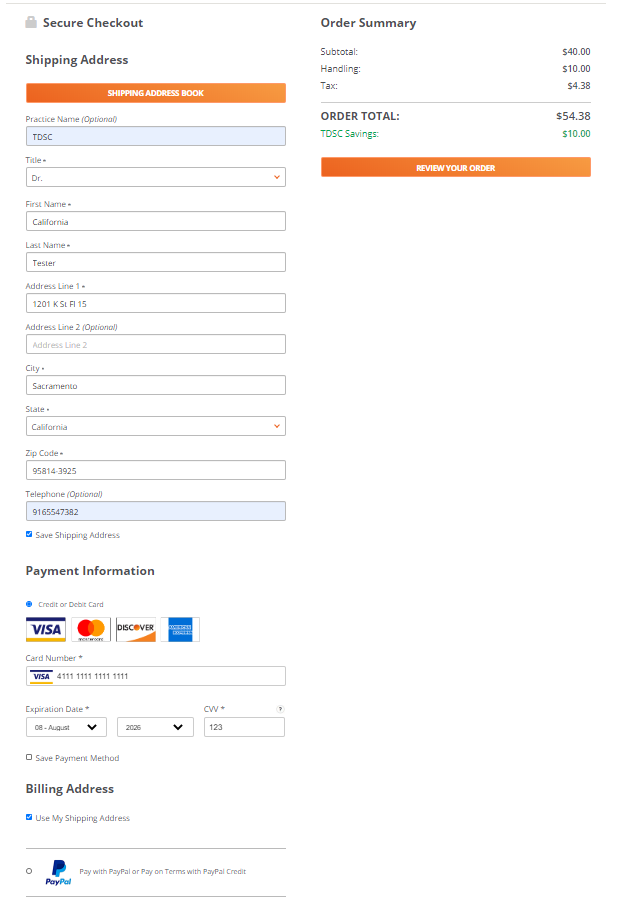 Secure Checkout
Shipping Address
SHIPPING ADDRESS BOOK
Practice Name (Optional)
TDSC
Title *
Dr.
First Name *
California
Last Name *
Tester
Address Line 1 *
1201 K St Fl 15
Address Line 2 (Optional)
Address Line 2
City *
Sacramento
State *
California
Zip Code *
95814-3925
Telephone (Optional)
9165547382
Save Shipping Address
Payment Information
Credit or Debit Card
VISA mastercard DISCOVER AMERICAN EXPRESS
Card Number *
VISA 4111 1111 1111 1111
Expiration Date * CVV * ?
08 - August 2026 123
Save Payment Method
Billing Address
Use My Shipping Address
PayPal Pay with PayPal or Pay on Terms with PayPal Credit
Order Summary
Subtotal: $40.00
Handling: $10.00
Tax: $4.38
ORDER TOTAL: $54.38
TDSC Savings: $10.00
REVIEW YOUR ORDER